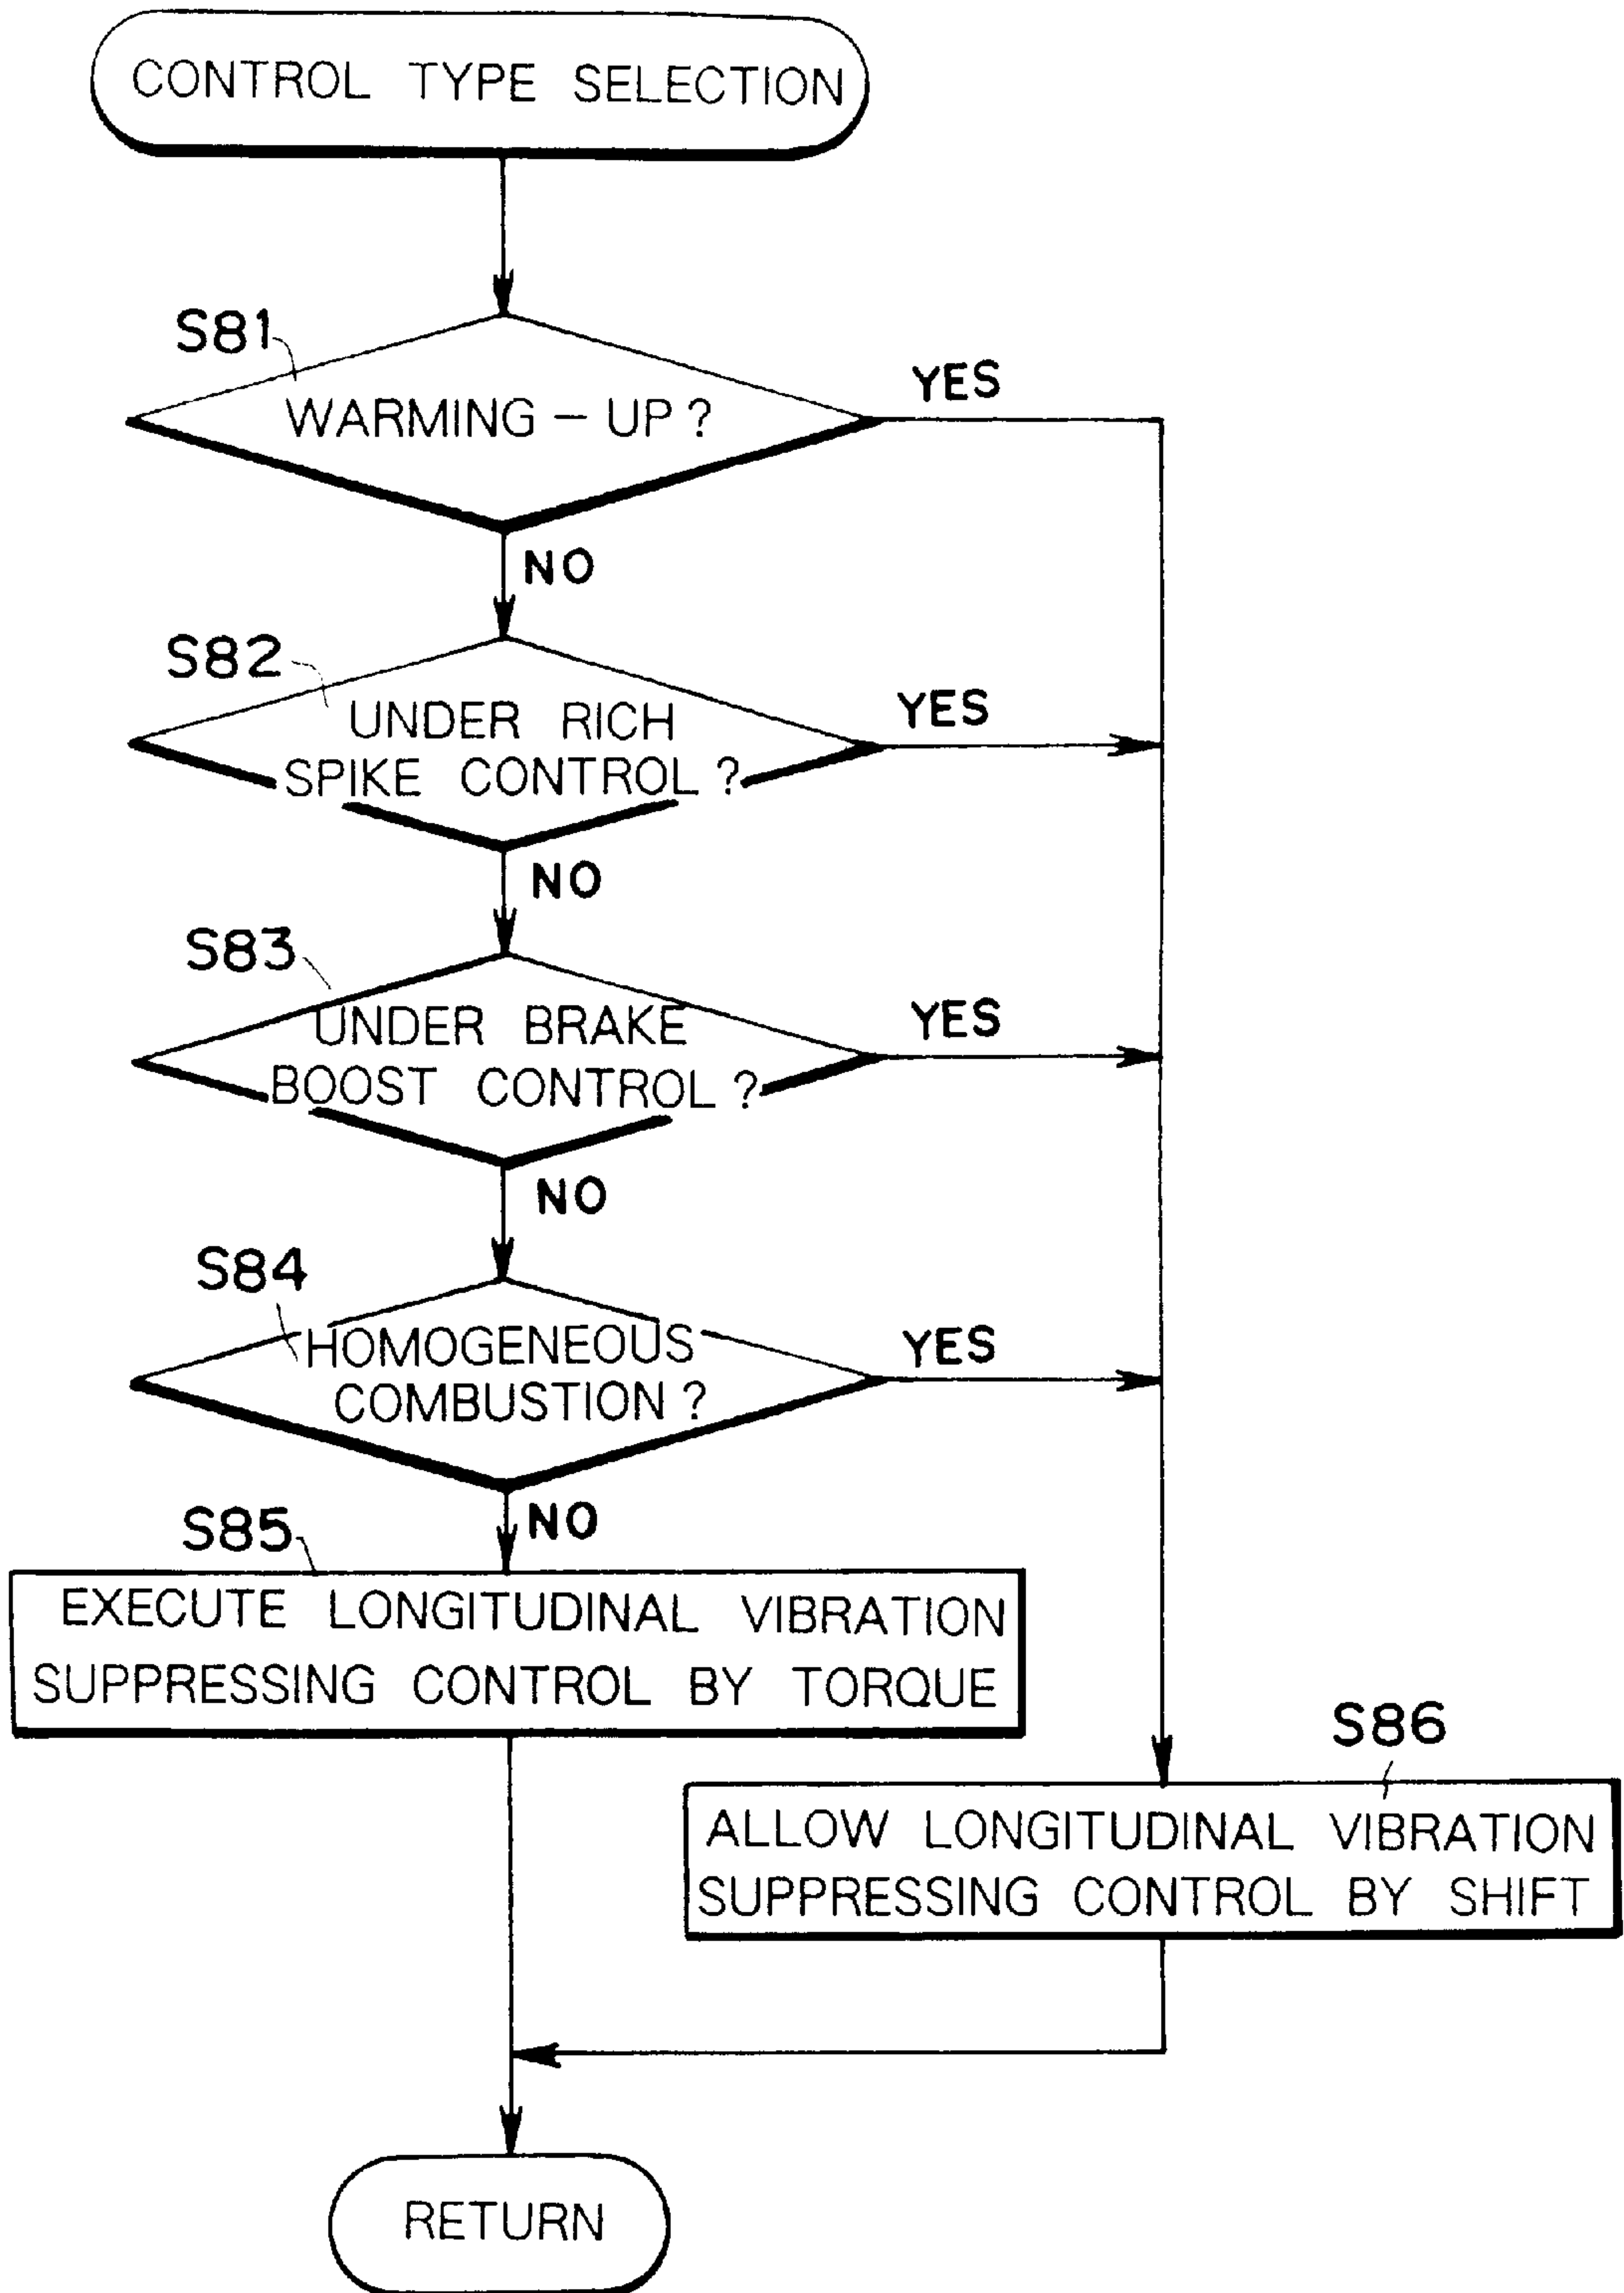 CONTROL TYPE SELECTION
S81
WARMING - UP ?
YES
NO
S82
UNDER RICH
SPIKE CONTROL ?
YES
NO
S83
UNDER BRAKE
BOOST CONTROL ?
YES
NO
S84
HOMOGENEOUS
COMBUSTION ?
YES
NO
S85
EXECUTE LONGITUDINAL VIBRATION
SUPPRESSING CONTROL BY TORQUE
S86
ALLOW LONGITUDINAL VIBRATION
SUPPRESSING CONTROL BY SHIFT
RETURN